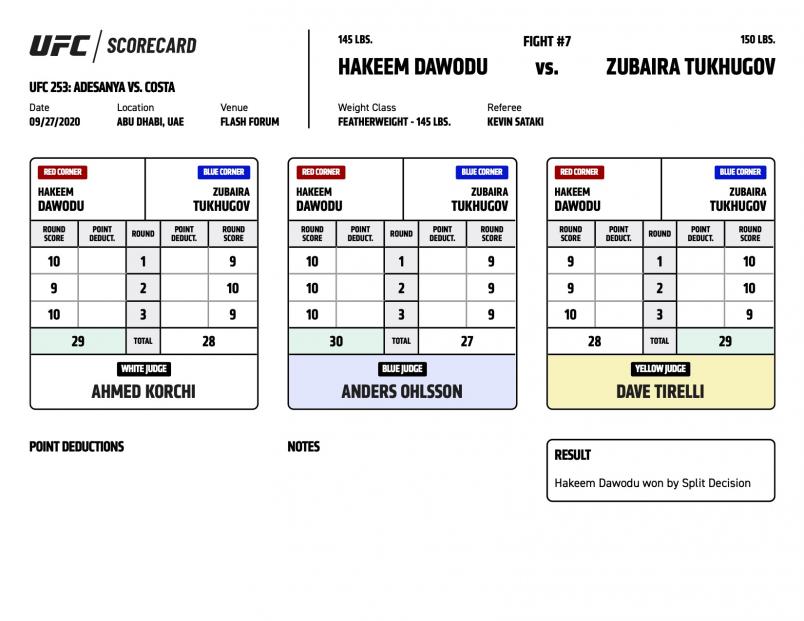 UFC / SCORECARD
UFC 253: ADESANYA VS. COSTA
Date Location Venue
09/27/2020 ABU DHABI, UAE FLASH FORUM
145 LBS. FIGHT #7 150 LBS.
HAKEEM DAWODU vs. ZUBAIRA TUKHUGOV
Weight Class Referee
FEATHERWEIGHT - 145 LBS. KEVIN SATAKI
RED CORNER BLUE CORNER
HAKEEM ZUBAIRA
DAWODU TUKHUGOV
ROUND POINT ROUND POINT ROUND
SCORE DEDUCT. DEDUCT. SCORE
10 1 9
9 2 10
10 3 9
29 TOTAL 28
WHITE JUDGE
AHMED KORCHI
RED CORNER BLUE CORNER
HAKEEM ZUBAIRA
DAWODU TUKHUGOV
ROUND POINT ROUND POINT ROUND
SCORE DEDUCT. DEDUCT. SCORE
10 1 9
10 2 9
10 3 9
30 TOTAL 27
BLUE JUDGE
ANDERS OHLSSON
RED CORNER BLUE CORNER
HAKEEM ZUBAIRA
DAWODU TUKHUGOV
ROUND POINT ROUND POINT ROUND
SCORE DEDUCT. DEDUCT. SCORE
9 1 10
9 2 10
10 3 9
28 TOTAL 29
YELLOW JUDGE
DAVE TIRELLI
POINT DEDUCTIONS
NOTES
RESULT
Hakeem Dawodu won by Split Decision